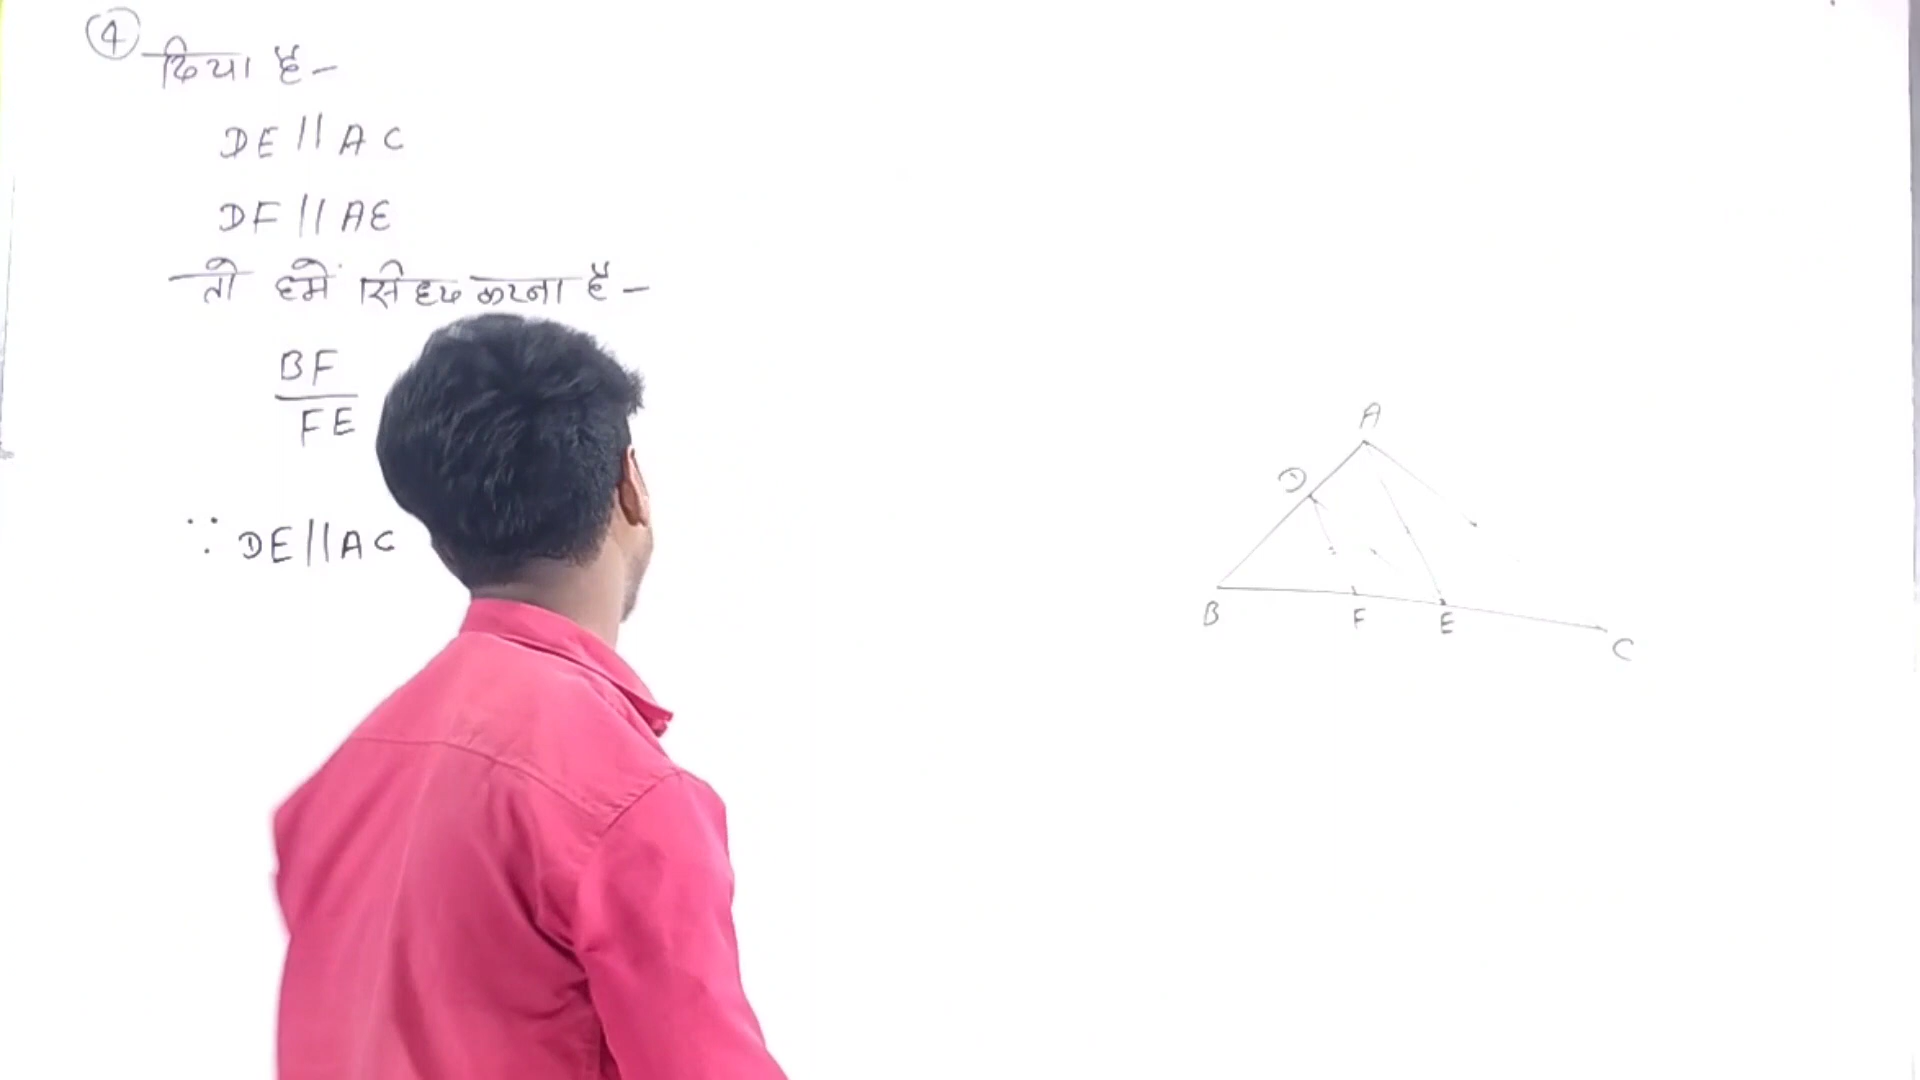 ④ दिया है-
DE||AC
DF||AE
तो हमें सिद्ध करना है-
BF
FE
∵ DE||AC
A
D
B
F
E
C